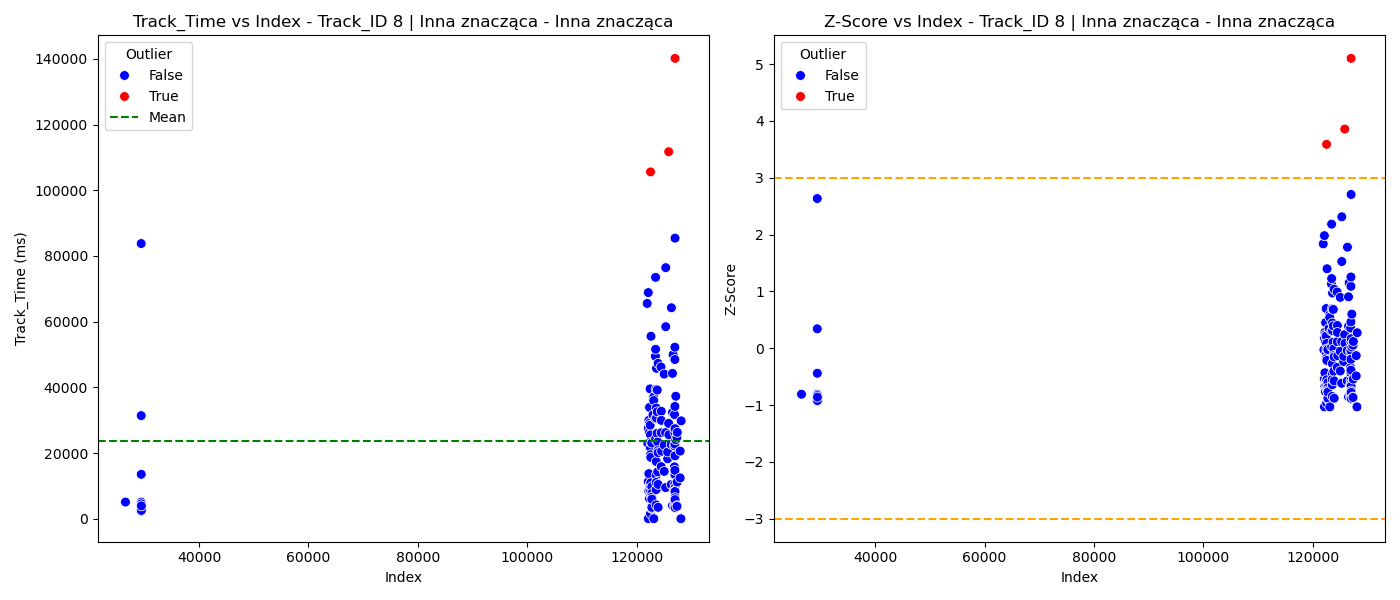 Track_Time vs Index - Track_ID 8 | Inna znacząca - Inna znacząca
Outlier
False
True
Mean
140000
120000
100000
80000
60000
40000
20000
0
Track_Time (ms)
40000
60000
80000
100000
120000
Index
Z-Score vs Index - Track_ID 8 | Inna znacząca - Inna znacząca
Outlier
False
True
5
4
3
2
1
0
−1
−2
−3
Z-Score
40000
60000
80000
100000
120000
Index